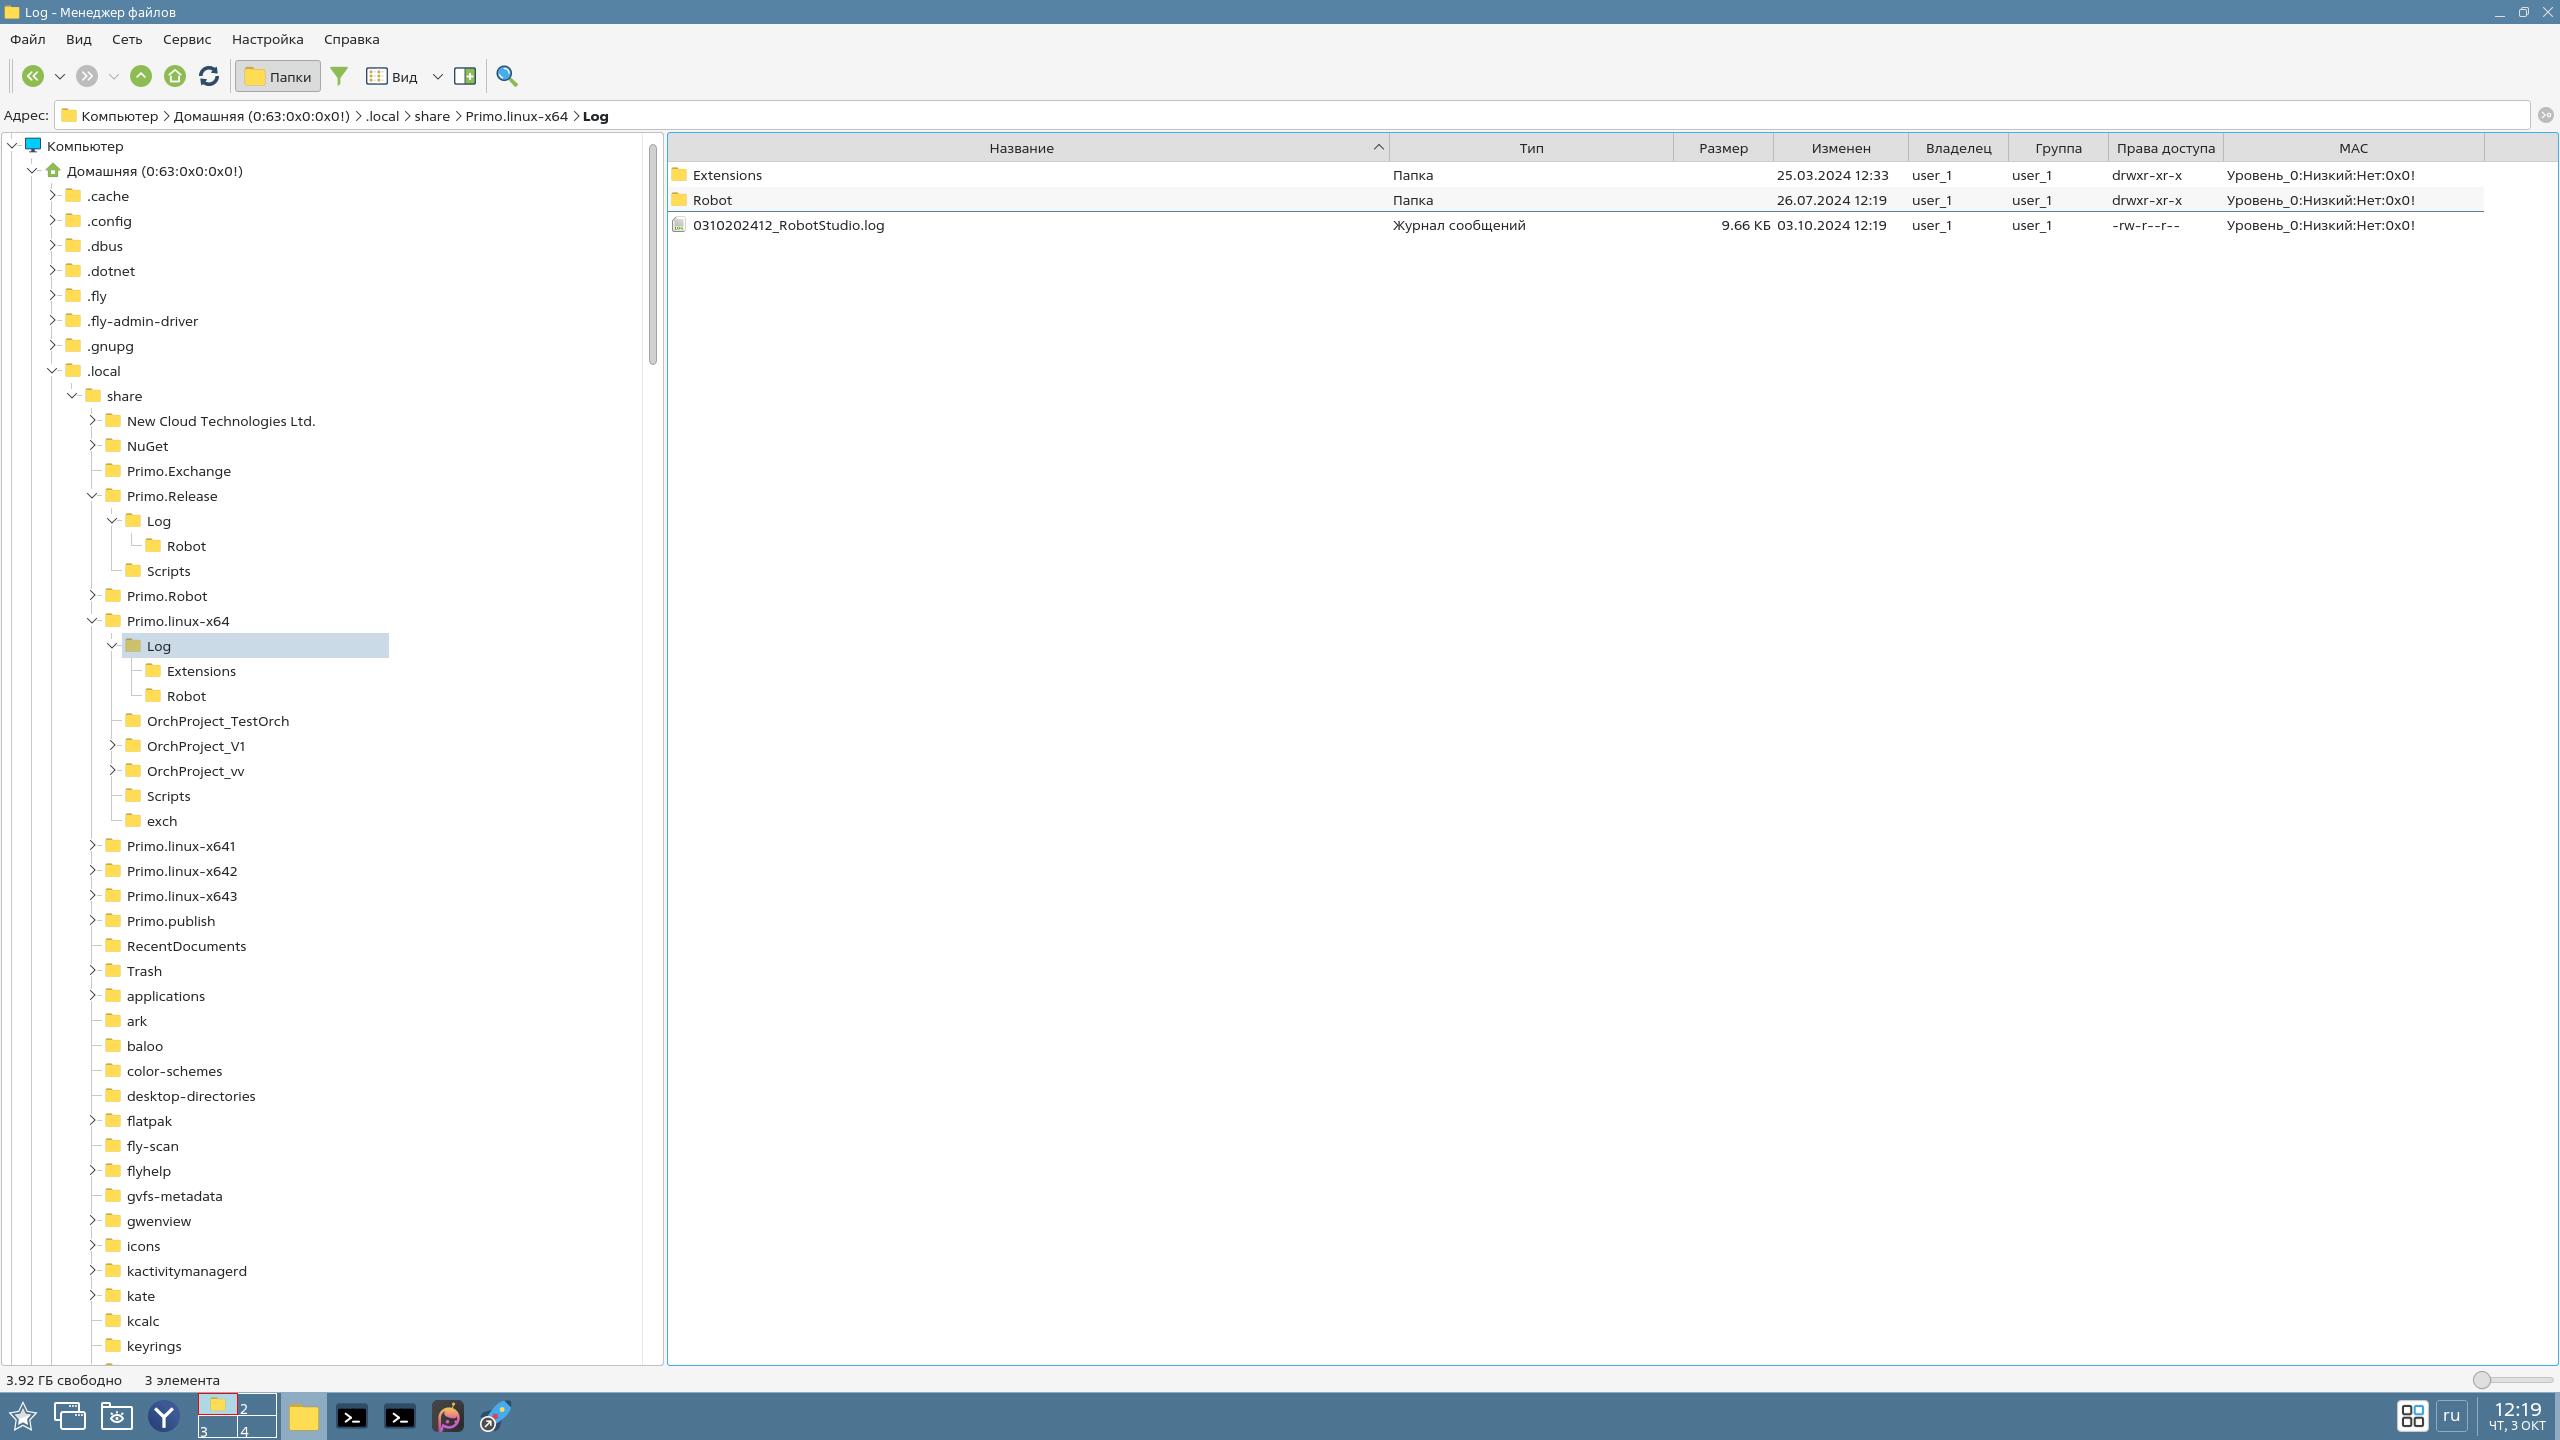 Log – Менеджер файлов
Файл Вид Сеть Сервис Настройка Справка
Папки Вид
Адрес: Компьютер Домашняя (0:63:0x0:0x0!) .local share Primo.linux-x64 Log
Компьютер
Домашняя (0:63:0x0:0x0!)
.cache
.config
.dbus
.dotnet
.fly
.fly-admin-driver
.gnupg
.local
share
New Cloud Technologies Ltd.
NuGet
Primo.Exchange
Primo.Release
Log
Robot
Scripts
Primo.Robot
Primo.linux-x64
Log
Extensions
Robot
OrchProject_TestOrch
OrchProject_V1
OrchProject_vv
Scripts
exch
Primo.linux-x641
Primo.linux-x642
Primo.linux-x643
Primo.publish
RecentDocuments
Trash
applications
ark
baloo
color-schemes
desktop-directories
flatpak
fly-scan
flyhelp
gvfs-metadata
gwenview
icons
kactivitymanagerd
kate
kcalc
keyrings
Название Тип Размер Изменен Владелец Группа Права доступа МАС
Extensions Папка 25.03.2024 12:33 user_1 user_1 drwxr-xr-x Уровень_0:Низкий:Нет:0x0!
Robot Папка 26.07.2024 12:19 user_1 user_1 drwxr-xr-x Уровень_0:Низкий:Нет:0x0!
0310202412_RobotStudio.log Журнал сообщений 9.66 КБ 03.10.2024 12:19 user_1 user_1 -rw-r--r-- Уровень_0:Низкий:Нет:0x0!
3.92 ГБ свободно 3 элемента
2
3 4
ru
12:19
ЧТ, 3 ОКТ